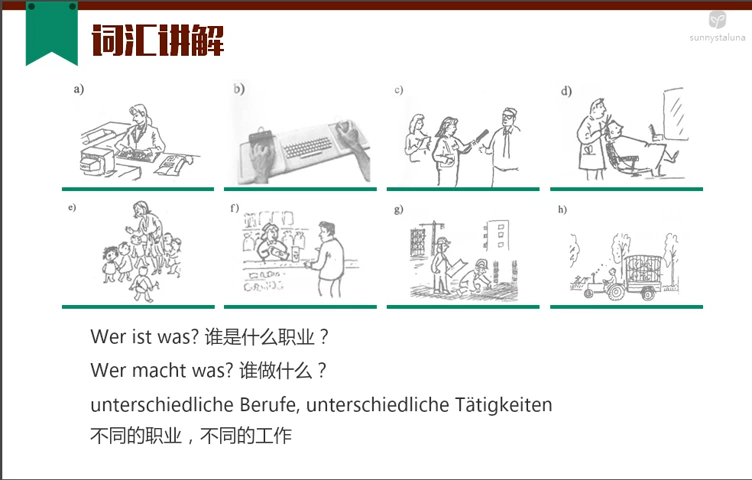 词汇讲解
sunnystaluna
a)
b)
c)
d)
e)
f)
g)
h)
Wer ist was? 谁是什么职业？
Wer macht was? 谁做什么？
unterschiedliche Berufe, unterschiedliche Tätigkeiten
不同的职业，不同的工作